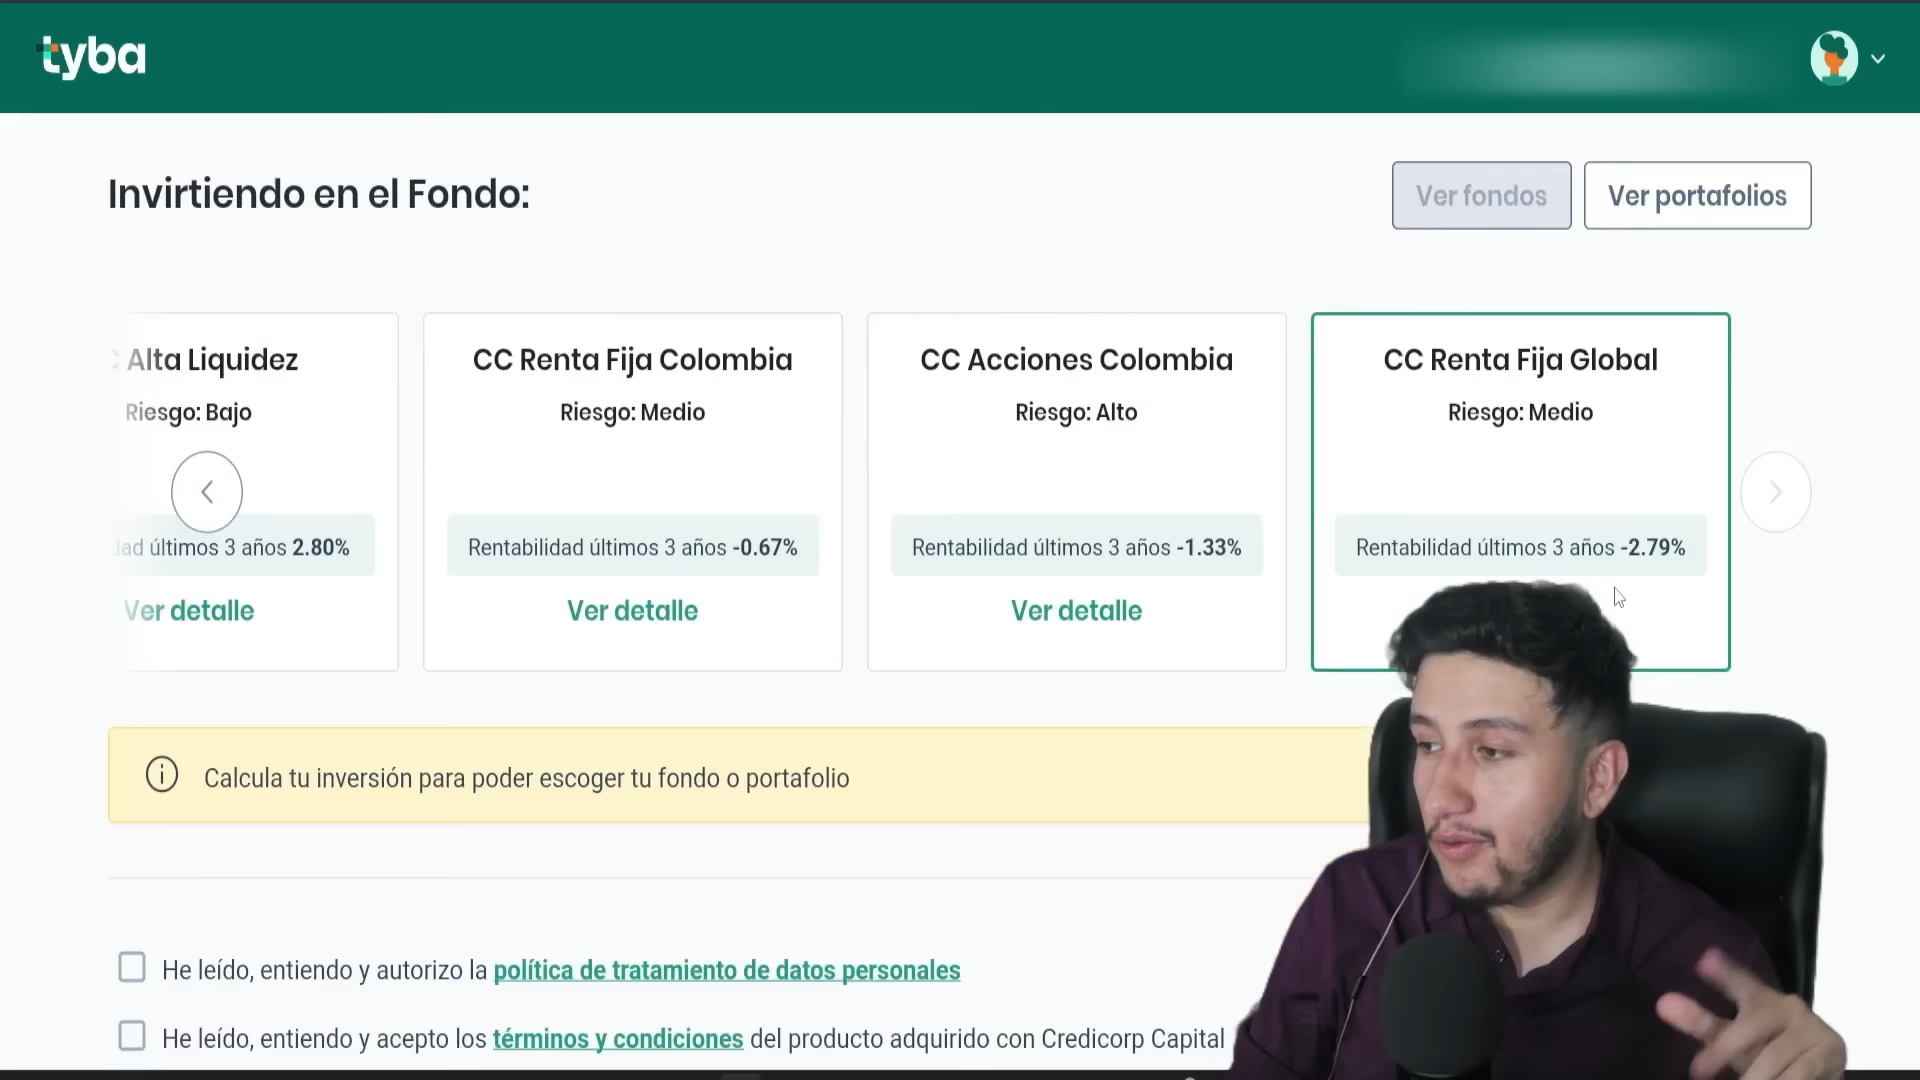 tyba
Invirtiendo en el Fondo:
Ver fondos
Ver portafolios
Alta Liquidez
Riesgo: Bajo
últimos 3 años 2.80%
Ver detalle
CC Renta Fija Colombia
Riesgo: Medio
Rentabilidad últimos 3 años -0.67%
Ver detalle
CC Acciones Colombia
Riesgo: Alto
Rentabilidad últimos 3 años -1.33%
Ver detalle
CC Renta Fija Global
Riesgo: Medio
Rentabilidad últimos 3 años -2.79%
Calcula tu inversión para poder escoger tu fondo o portafolio
He leído, entiendo y autorizo la política de tratamiento de datos personales
He leído, entiendo y acepto los términos y condiciones del producto adquirido con Credicorp Capital